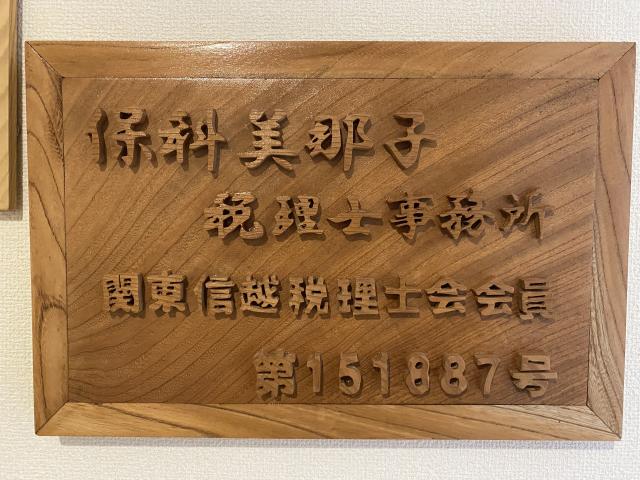 保科美那子
税理士事務所
関東信越税理士会会員
第151887号